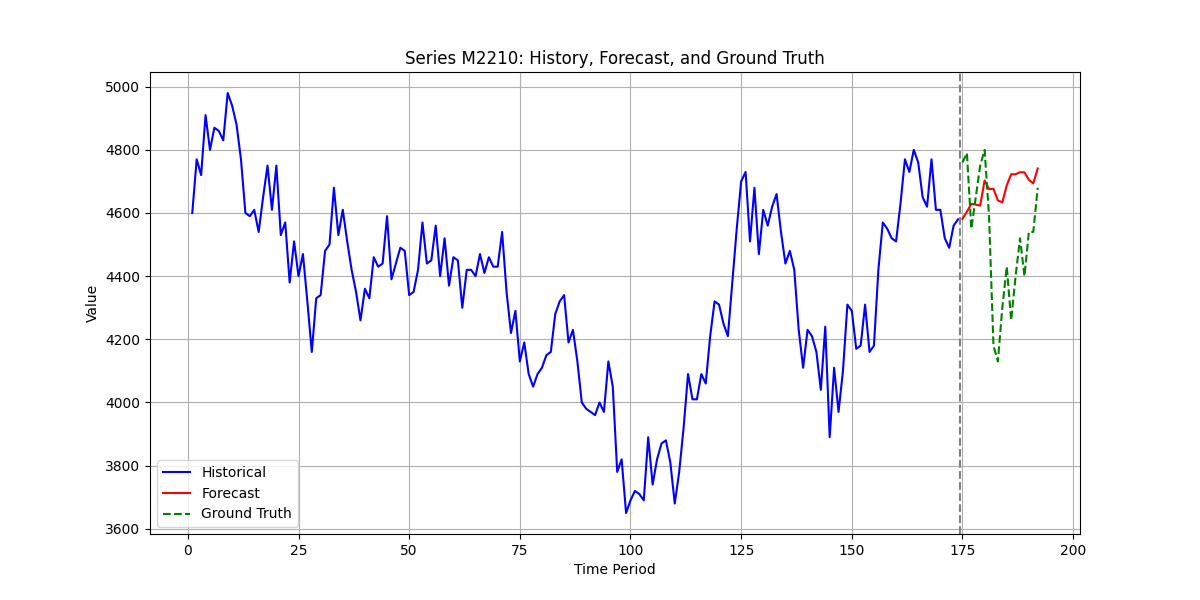 Series M2210: History, Forecast, and Ground Truth
5000
4800
4600
4400
4200
4000
3800
3600
Value
Historical
Forecast
Ground Truth
0 25 50 75 100 125 150 175 200
Time Period